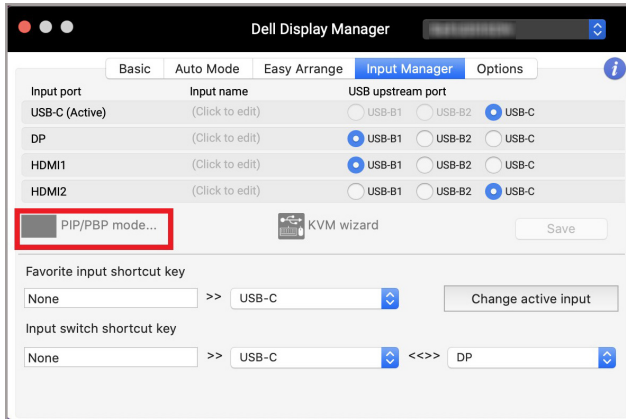 Dell Display Manager
Basic Auto Mode Easy Arrange Input Manager Options i
Input port Input name USB upstream port
USB-C (Active) (Click to edit) USB-B1 USB-B2 USB-C
DP (Click to edit) USB-B1 USB-B2 USB-C
HDMI1 (Click to edit) USB-B1 USB-B2 USB-C
HDMI2 (Click to edit) USB-B1 USB-B2 USB-C
PIP/PBP mode... KVM wizard Save
Favorite input shortcut key
None >> USB-C Change active input
Input switch shortcut key
None >> USB-C <<>> DP